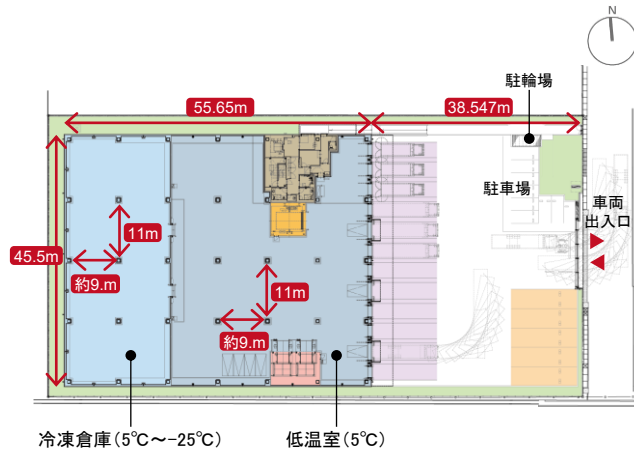 N
駐輪場
55.65m
38.547m
駐車場
車両
出入口
11m
45.5m
約9.m
11m
約9.m
冷凍倉庫(5℃～-25℃)
低温室(5℃)